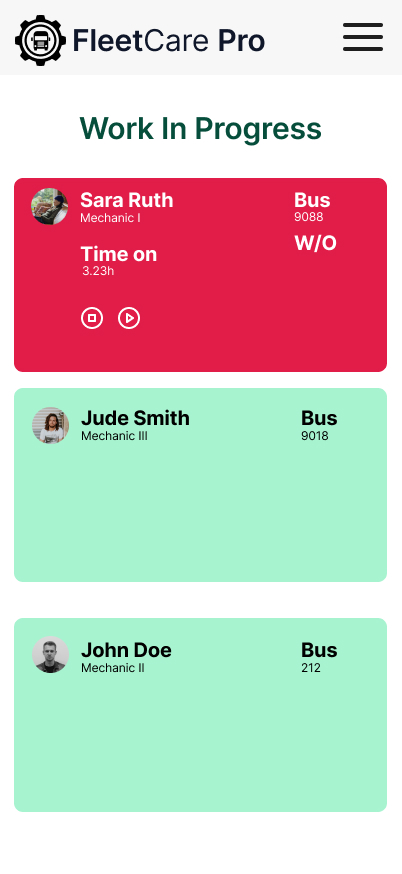 FleetCare Pro
Work In Progress
Sara Ruth
Mechanic I
Bus
9088
W/O
Time on
3.23h
Jude Smith
Mechanic III
Bus
9018
John Doe
Mechanic II
Bus
212